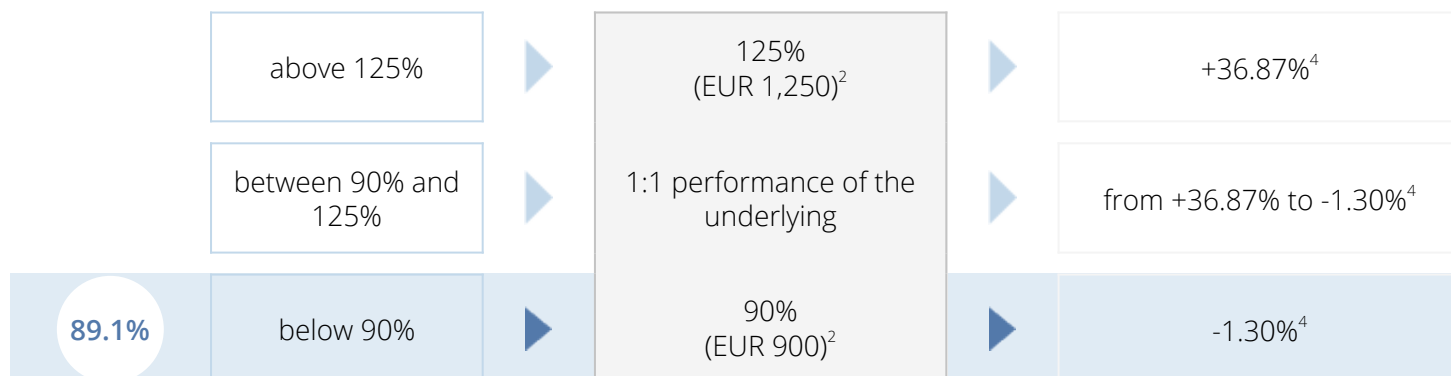 above 125%
125%
(EUR 1,250)²
+36.87%⁴
between 90% and
125%
1:1 performance of the
underlying
from +36.87% to -1.30%⁴
89.1%
below 90%
90%
(EUR 900)²
-1.30%⁴